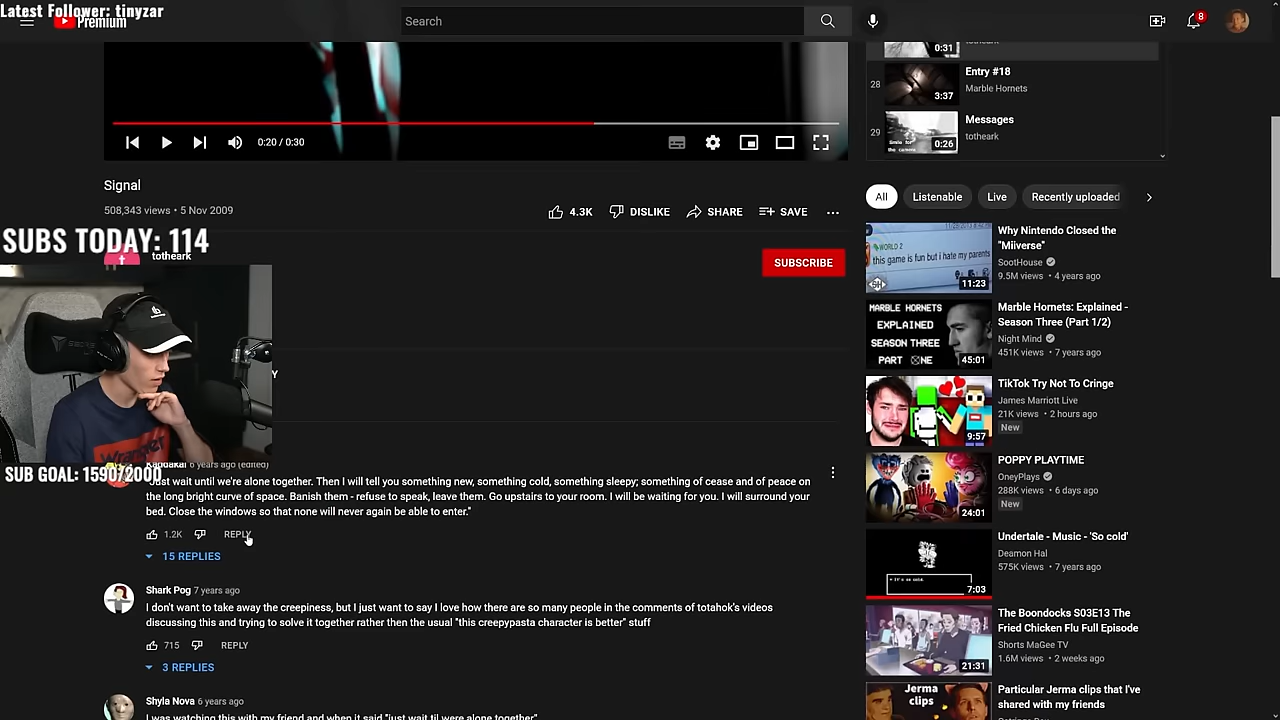 Latest Follower: tinyzar
Premium
Search
8
0:31
28
Entry #18
Marble Hornets
3:37
29
Messages
totheark
Smile for
the camera
0:26
0:20 / 0:30
Signal
508,343 views • 5 Nov 2009
4.3K
DISLIKE
SHARE
SAVE
All
Listenable
Live
Recently uploaded
SUBS TODAY: 114
totheark
SUBSCRIBE
WORLD 2
this game is fun but i hate my parents
11:23
Why Nintendo Closed the
"Miiverse"
SootHouse
9.5M views • 4 years ago
MARBLE HORNETS
EXPLAINED
SEASON THREE
PART ONE
45:01
Marble Hornets: Explained -
Season Three (Part 1/2)
Night Mind
451K views • 7 years ago
Y
Wrangler
9:57
TikTok Try Not To Cringe
James Marriott Live
21K views • 2 hours ago
New
SUB GOAL: 1590/2000
6 years ago (edited)
"Just wait until we're alone together. Then I will tell you something new, something cold, something sleepy; something of cease and of peace on
the long bright curve of space. Banish them - refuse to speak, leave them. Go upstairs to your room. I will be waiting for you. I will surround your
bed. Close the windows so that none will never again be able to enter."
1.2K
REPLY
15 REPLIES
24:01
POPPY PLAYTIME
OneyPlays
288K views • 6 days ago
New
7:03
Undertale - Music - 'So cold'
Deamon Hal
575K views • 7 years ago
Shark Pog 7 years ago
I don't want to take away the creepiness, but I just want to say I love how there are so many people in the comments of totahok's videos
discussing this and trying to solve it together rather then the usual "this creepypasta character is better" stuff
715
REPLY
3 REPLIES
21:31
The Boondocks S03E13 The
Fried Chicken Flu Full Episode
Shorts MaGee TV
1.6M views • 2 weeks ago
Shyla Nova 6 years ago
I was watching this with my friend and when it said "just wait til were alone together"
Jerma
clips
Particular Jerma clips that I've
shared with my friends